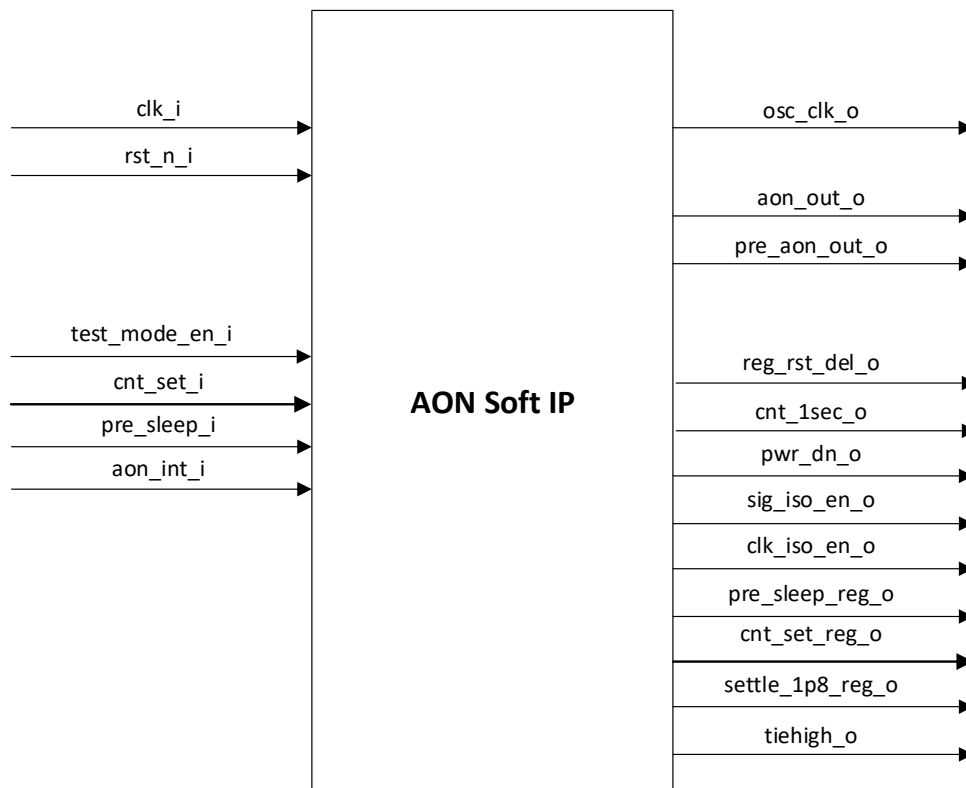 clk_i
rst_n_i
test_mode_en_i
cnt_set_i
pre_sleep_i
aon_int_i
AON Soft IP
osc_clk_o
aon_out_o
pre_aon_out_o
reg_rst_del_o
cnt_1sec_o
pwr_dn_o
sig_iso_en_o
clk_iso_en_o
pre_sleep_reg_o
cnt_set_reg_o
settle_1p8_reg_o
tiehigh_o